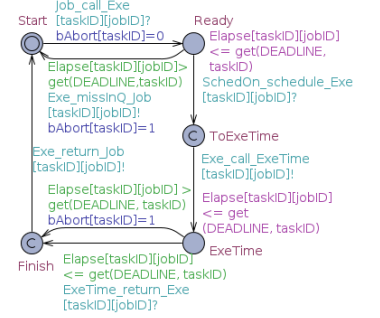 Start
Job_call_Exe
[taskID][jobID]?
bAbort[taskID]=0
Ready
Elapse[taskID][jobID]
<= get(DEADLINE,
taskID)
SchedOn_schedule_Exe
[taskID][jobID]?
Elapse[taskID][jobID]>
get(DEADLINE,taskID)
Exe_missInQ_Job
[taskID][jobID]!
bAbort[taskID]=1
C
ToExeTime
Exe_call_ExeTime
[taskID][jobID]!
Exe_return_Job
[taskID][jobID]!
Elapse[taskID][jobID] >
get(DEADLINE, taskID)
bAbort[taskID]=1
Elapse[taskID][jobID]
<= get
(DEADLINE, taskID)
C
Finish
ExeTime
Elapse[taskID][jobID]
<= get(DEADLINE, taskID)
ExeTime_return_Exe
[taskID][jobID]?